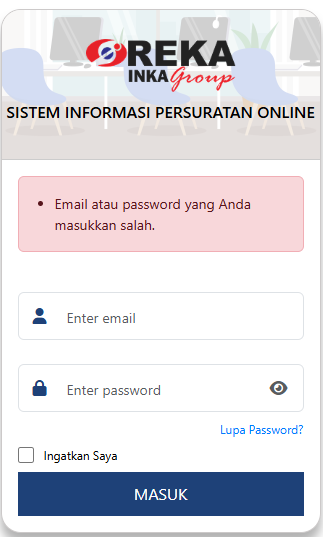 REKA
INKA Group
SISTEM INFORMASI PERSURATAN ONLINE
Email atau password yang Anda
masukkan salah.
Enter email
Enter password
Lupa Password?
Ingatkan Saya
MASUK